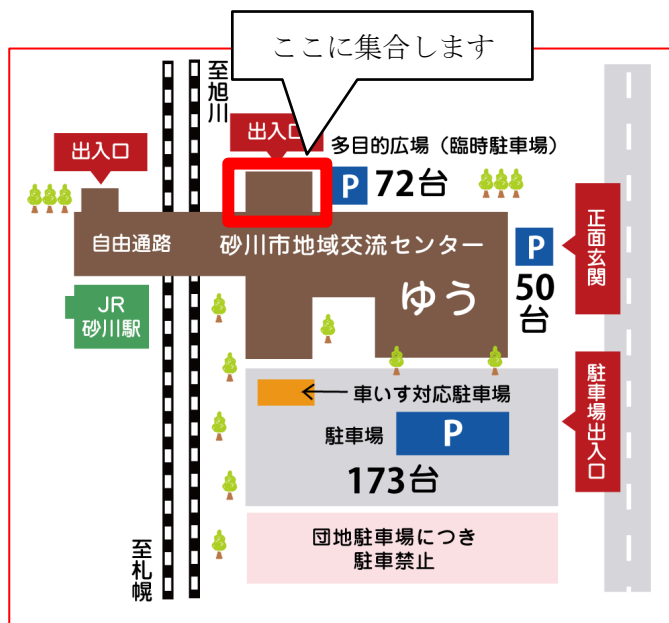 ここに集合します
至旭川
出入口
出入口
多目的広場（臨時駐車場）
P 72台
自由通路
砂川市地域交流センター
ゆう
正面玄関
P
50
台
JR
砂川駅
車いす対応駐車場
駐車場 P
173台
駐車場出入口
団地駐車場につき
駐車禁止
至札幌